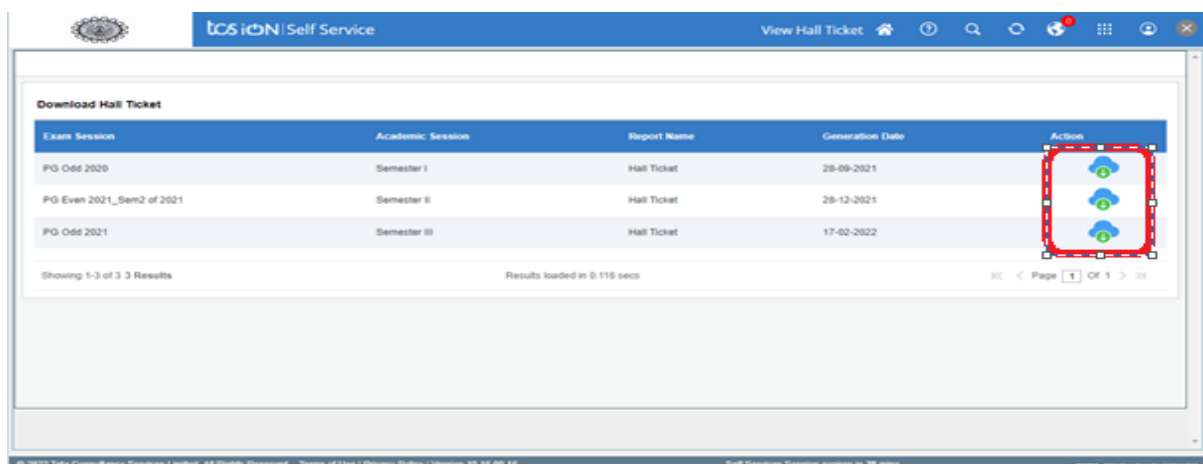 tCS iON | Self Service
View Hall Ticket
0
Download Hall Ticket
Exam Session Academic Session Report Name Generation Date Action
PG Odd 2020 Semester I Hall Ticket 28-09-2021
PG Even 2021_Sem2 of 2021 Semester II Hall Ticket 28-12-2021
PG Odd 2021 Semester III Hall Ticket 17-02-2022
Showing 1-3 of 3 3 Results Results loaded in 0.116 secs Page 1 Of 1